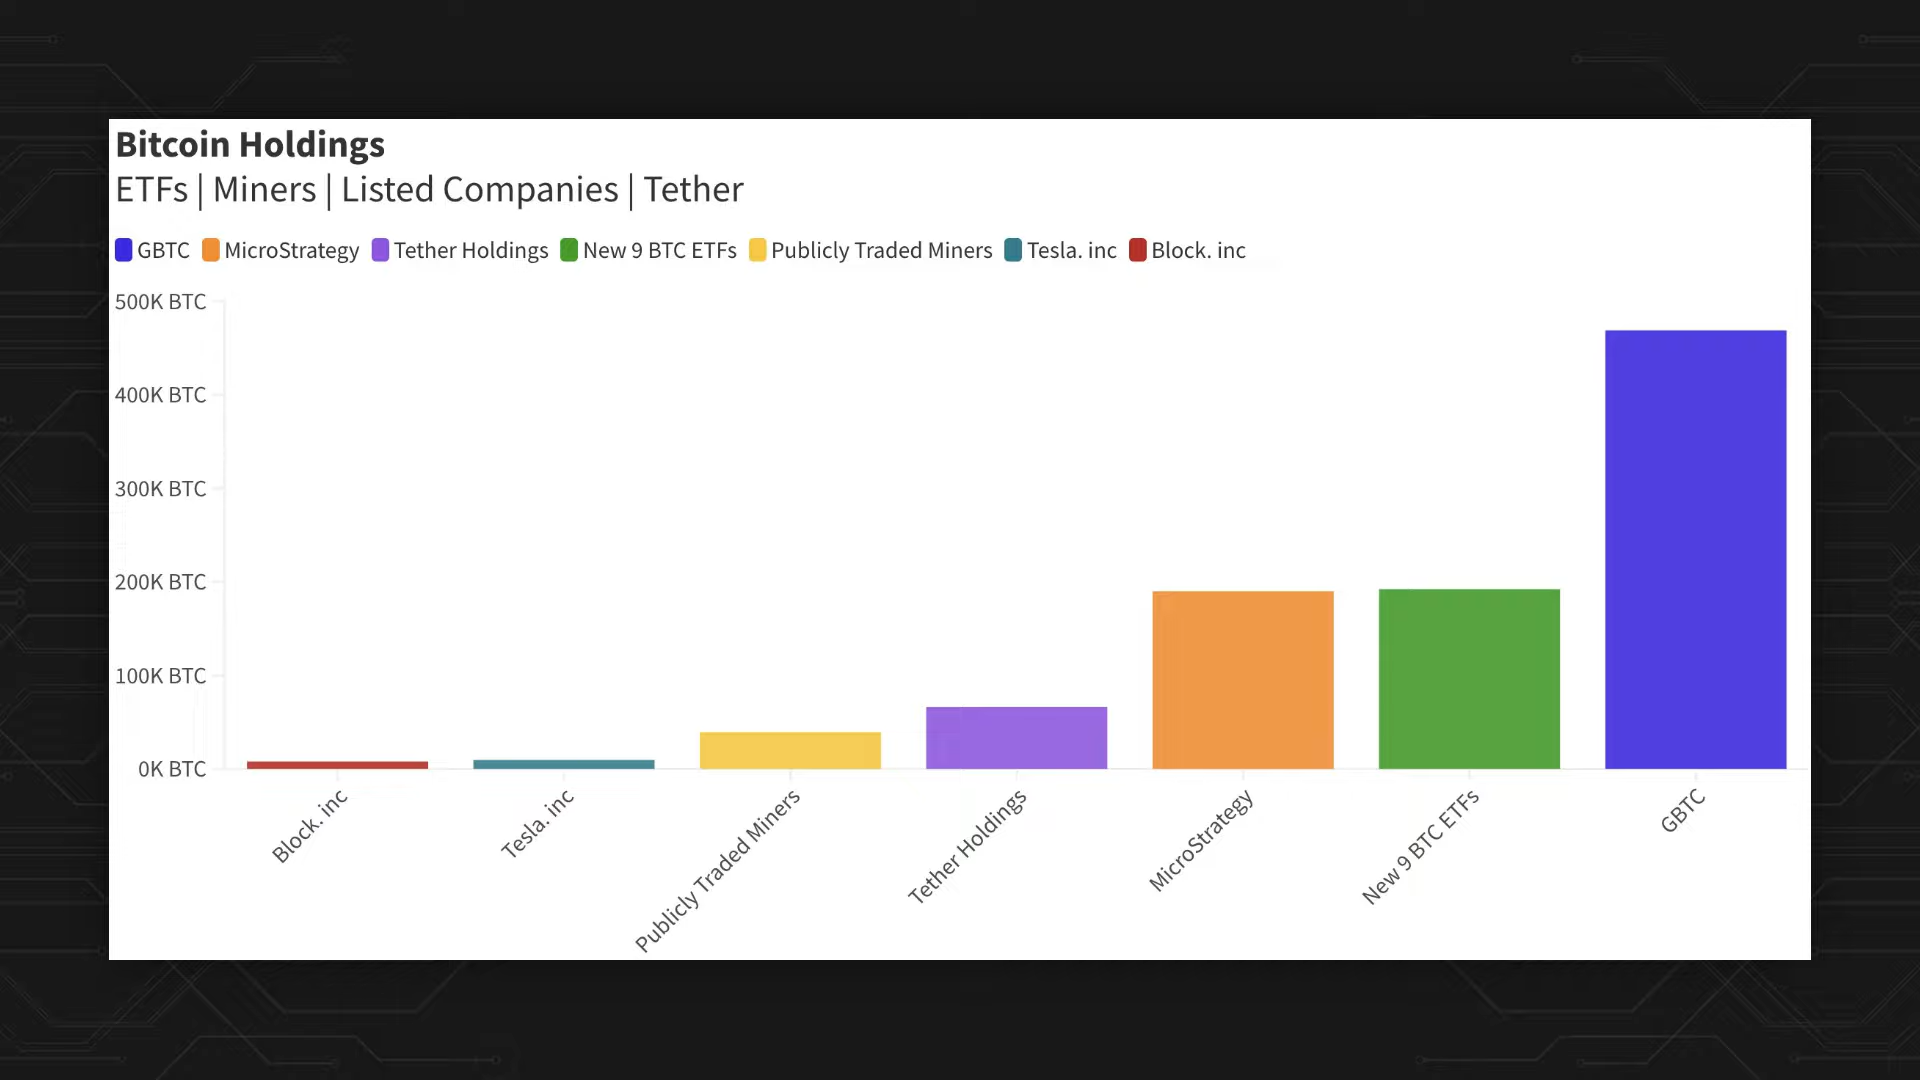 Bitcoin Holdings
ETFs | Miners | Listed Companies | Tether
GBTC MicroStrategy Tether Holdings New 9 BTC ETFs Publicly Traded Miners Tesla. inc Block. inc
500K BTC
400K BTC
300K BTC
200K BTC
100K BTC
0K BTC
Block. inc
Tesla. inc
Publicly Traded Miners
Tether Holdings
MicroStrategy
New 9 BTC ETFs
GBTC